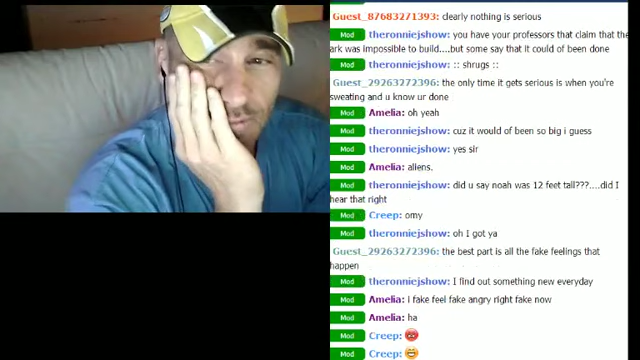 Guest_87683271393: clearly nothing is serious
Mod theronniejshow: you have your professors that claim that the
ark was impossible to build....but some say that it could of been done
Mod theronniejshow: :: shrugs ::
Guest_29263272396: the only time it gets serious is when you're
sweating and u know ur done
Mod Amelia: oh yeah
Mod theronniejshow: cuz it would of been so big i guess
Mod theronniejshow: yes sir
Mod Amelia: aliens.
Mod theronniejshow: did u say noah was 12 feet tall???....did I
hear that right
Mod Creep: omy
Mod theronniejshow: oh I got ya
Guest_29263272396: the best part is all the fake feelings that
happen
Mod theronniejshow: I find out something new everyday
Mod Amelia: i fake feel fake angry right fake now
Mod Amelia: ha
Mod Creep:
Mod Creep: